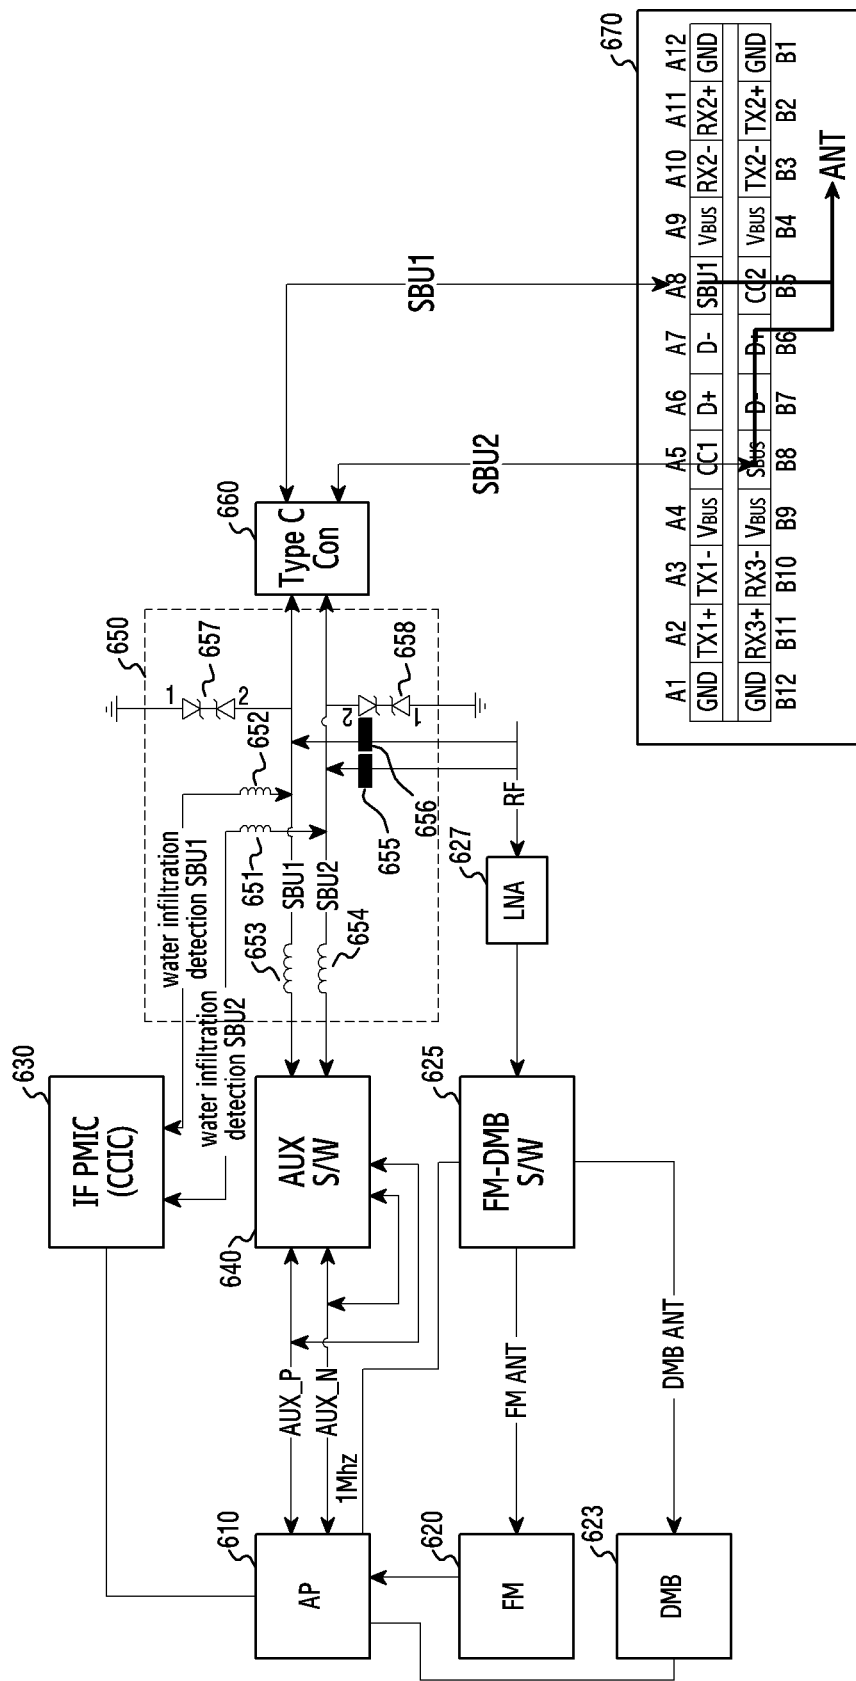 630
IF PMIC
(CCIC)
water infiltration
detection SBU1
water infiltration
detection SBU2
650
1
657
2
652
651
660
Type C
Con
SBU1
SBU2
610
AP
AUX_P
AUX_N
1Mhz
640
AUX
S/W
653
SBU1
SBU2
654
2
1
658
655
656
620
FM
FM ANT
625
FM-DMB
S/W
627
LNA
RF
623
DMB
DMB ANT
670
A1 A2 A3 A4 A5 A6 A7 A8 A9 A10 A11 A12
GND TX1+ TX1- VBUS CC1 D+ D- SBU1 VBUS RX2- RX2+ GND
GND RX3+ RX3- VBUS SBUS D- D+ CC2 VBUS TX2- TX2+ GND
B12 B11 B10 B9 B8 B7 B6 B5 B4 B3 B2 B1
ANT